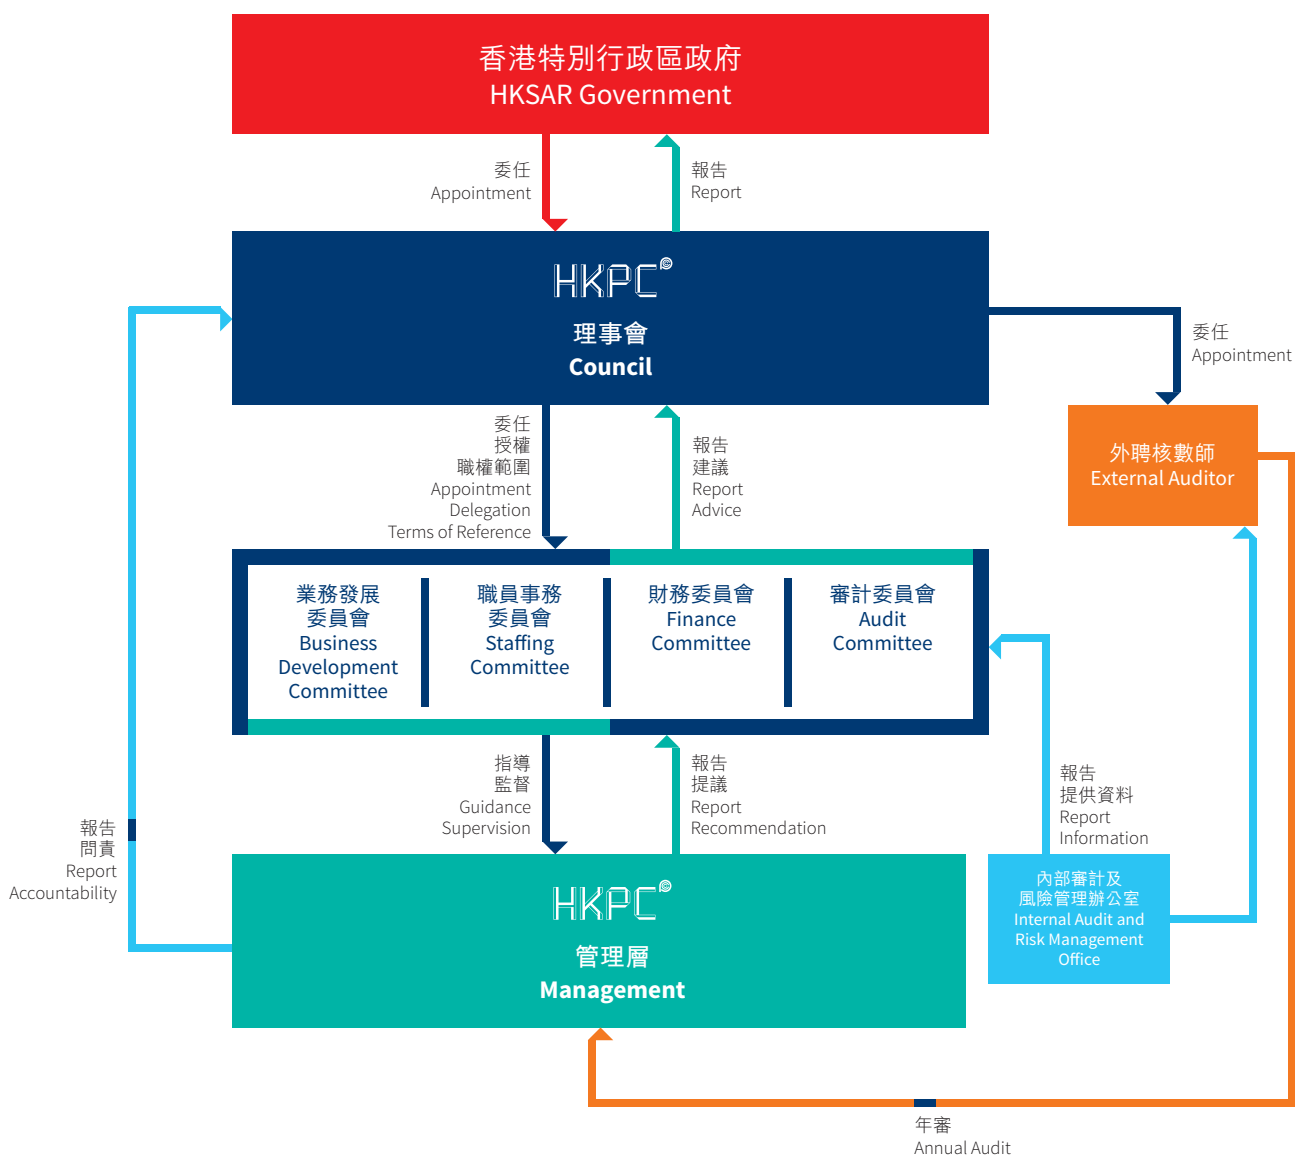 香港特別行政區政府
HKSAR Government
委任
Appointment
報告
Report
HKPC
理事會
Council
委任
Appointment
委任
授權
職權範圍
Appointment
Delegation
Terms of Reference
報告
建議
Report
Advice
外聘核數師
External Auditor
業務發展
委員會
Business
Development
Committee
職員事務
委員會
Staffing
Committee
財務委員會
Finance
Committee
審計委員會
Audit
Committee
指導
監督
Guidance
Supervision
報告
提議
Report
Recommendation
報告
提供資料
Report
Information
報告
問責
Report
Accountability
HKPC
管理層
Management
內部審計及
風險管理辦公室
Internal Audit and
Risk Management
Office
年審
Annual Audit